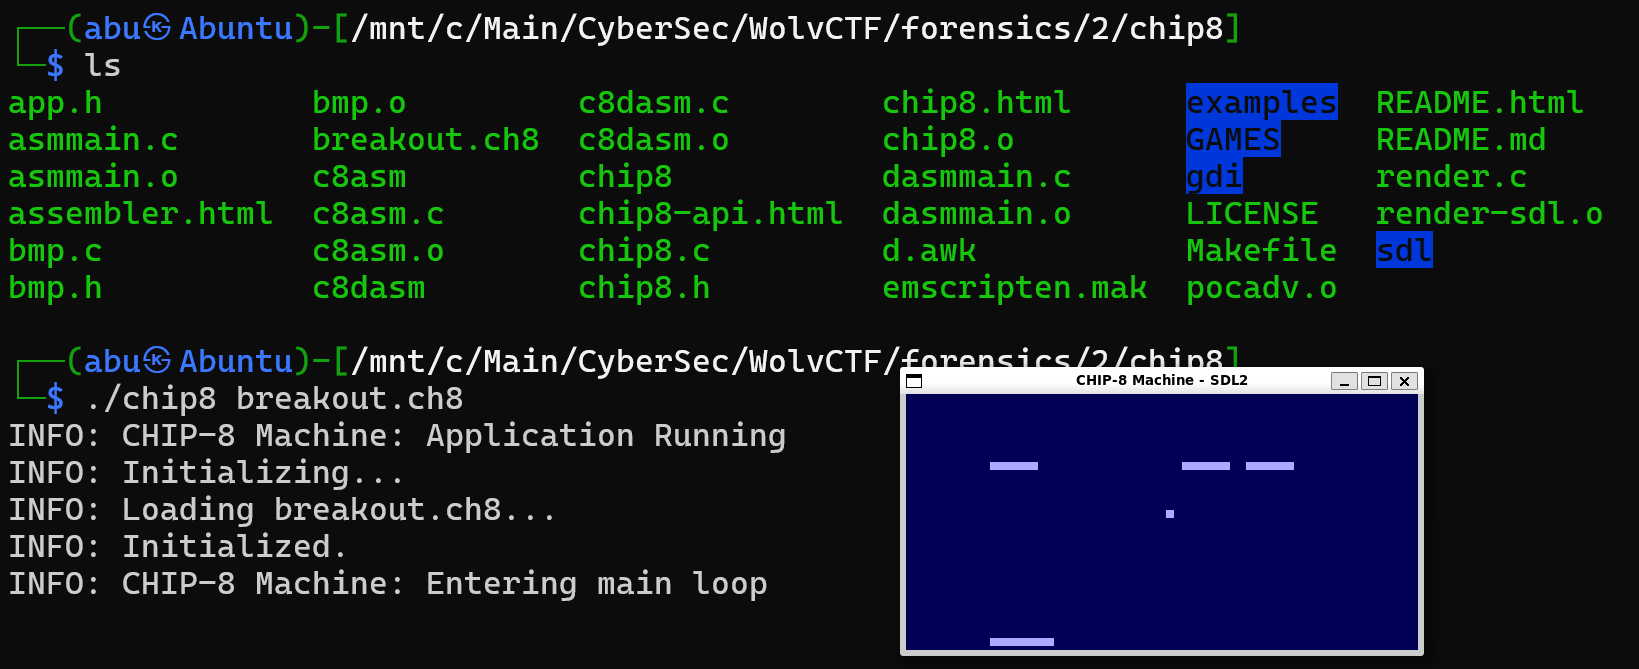 ┌──(abu㉿Abuntu)-[/mnt/c/Main/CyberSec/WolvCTF/forensics/2/chip8]
└─$ ls
app.h bmp.o c8dasm.c chip8.html examples README.html
asmmain.c breakout.ch8 c8dasm.o chip8.o GAMES README.md
asmmain.o c8asm chip8 dasmmain.c gdi render.c
assembler.html c8asm.c chip8-api.html dasmmain.o LICENSE render-sdl.o
bmp.c c8asm.o chip8.c d.awk Makefile sdl
bmp.h c8dasm chip8.h emscripten.mak pocadv.o
┌──(abu㉿Abuntu)-[/mnt/c/Main/CyberSec/WolvCTF/forensics/2/chip8]
└─$ ./chip8 breakout.ch8
INFO: CHIP-8 Machine: Application Running
INFO: Initializing...
INFO: Loading breakout.ch8...
INFO: Initialized.
INFO: CHIP-8 Machine: Entering main loop
CHIP-8 Machine - SDL2